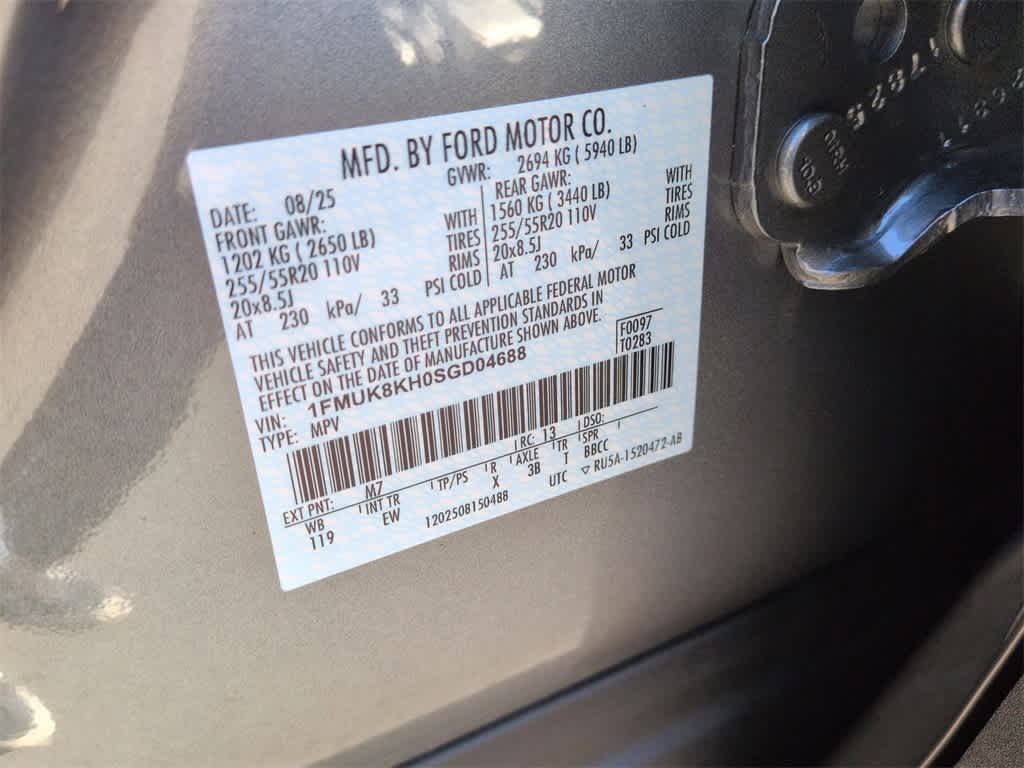 MFD. BY FORD MOTOR CO.
DATE: 08/25 GVWR: 2694 KG ( 5940 LB)
FRONT GAWR: WITH REAR GAWR: WITH
1202 KG ( 2650 LB) TIRES 1560 KG ( 3440 LB) TIRES
255/55R20 110V RIMS 255/55R20 110V RIMS
20x8.5J 20x8.5J
AT 230 kPa/ 33 PSI COLD AT 230 kPa/ 33 PSI COLD
THIS VEHICLE CONFORMS TO ALL APPLICABLE FEDERAL MOTOR
VEHICLE SAFETY AND THEFT PREVENTION STANDARDS IN
EFFECT ON THE DATE OF MANUFACTURE SHOWN ABOVE.
VIN: 1FMUK8KH0SGD04688 F0097
TYPE: MPV T0283
EXT PNT: M7 RC: 13 DSO:
WB INT TR TP/PS R AXLE TR SPR
119 EW X 3B T BBCC
1202508150488 UTC ▽ RU5A-1520472-AB